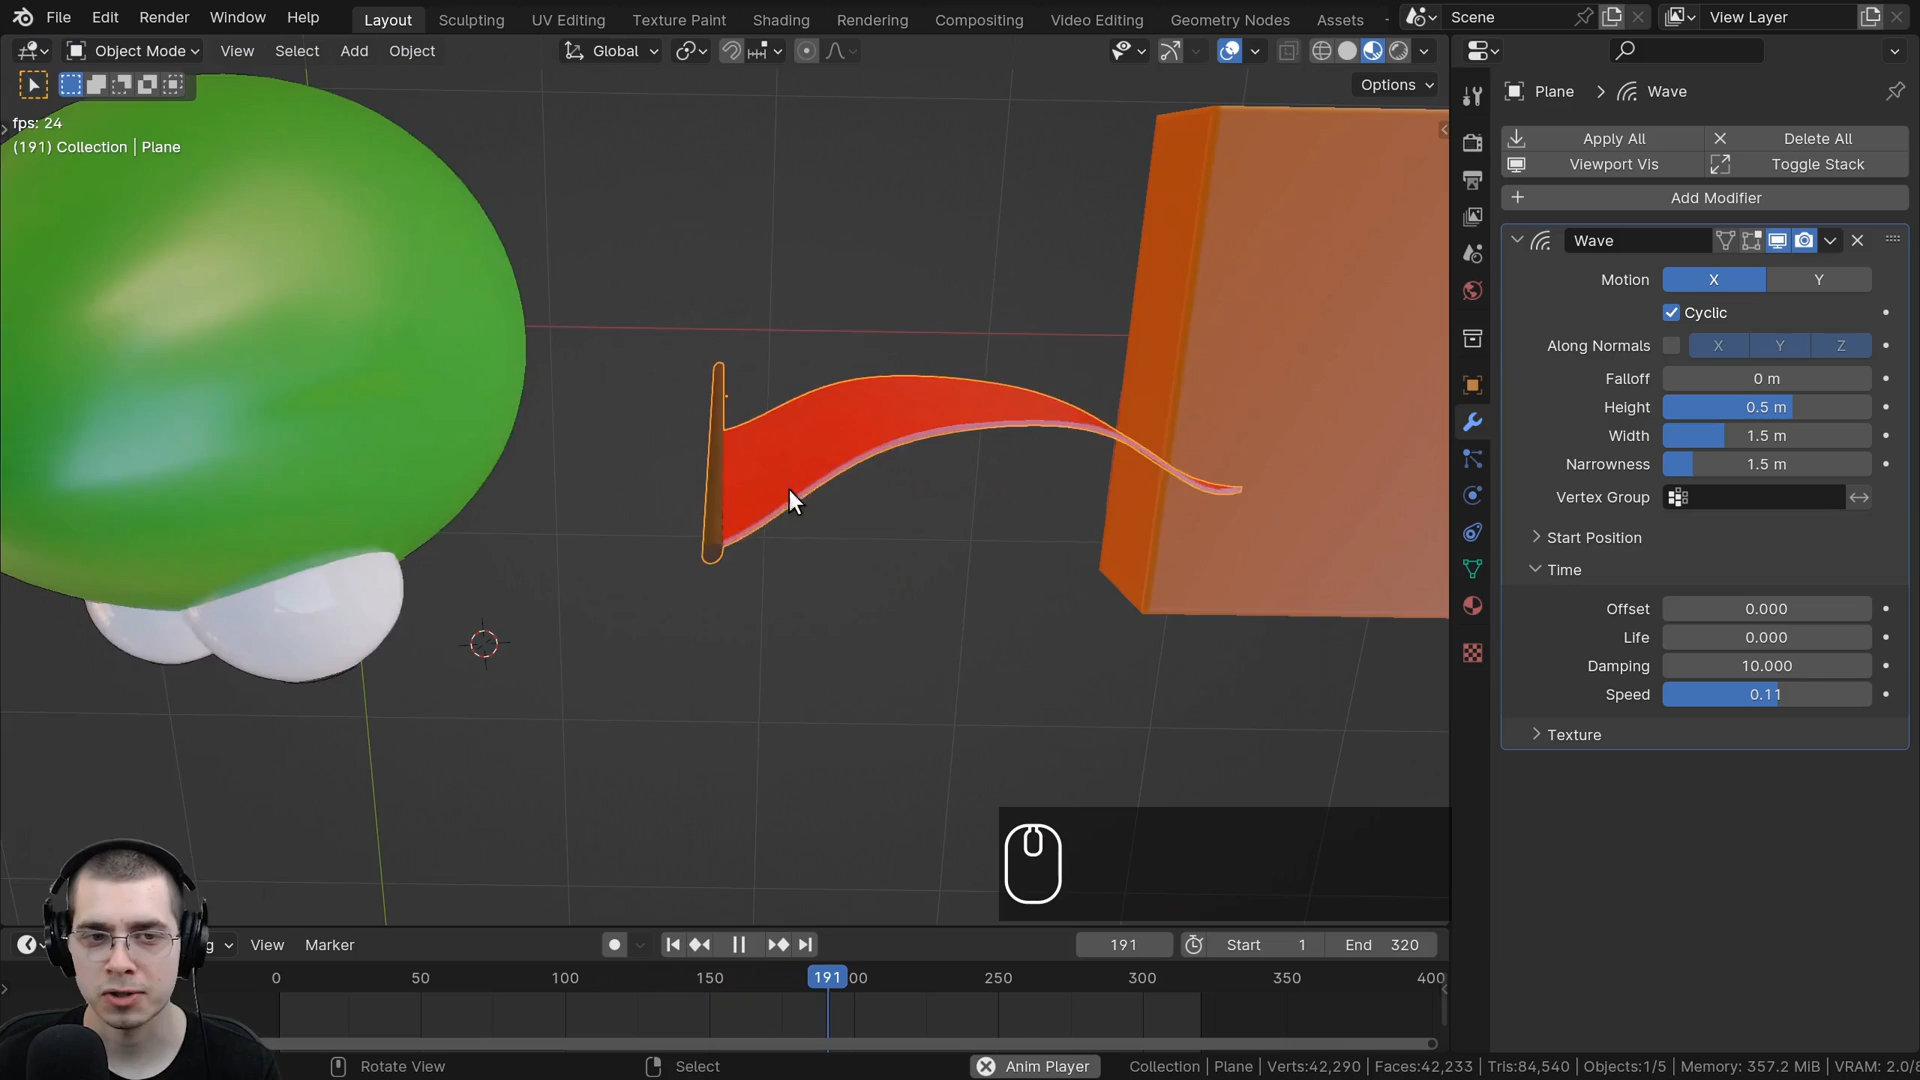 File Edit Render Window Help Layout Sculpting UV Editing Texture Paint Shading Rendering Compositing Video Editing Geometry Nodes Assets Scene View Layer
Object Mode View Select Add Object Global
Options
fps: 24
(191) Collection | Plane
Plane > Wave
Apply All Delete All
Viewport Vis Toggle Stack
Add Modifier
Wave
Motion X Y
Cyclic
Along Normals X Y Z
Falloff 0 m
Height 0.5 m
Width 1.5 m
Narrowness 1.5 m
Vertex Group
Start Position
Time
Offset 0.000
Life 0.000
Damping 10.000
Speed 0.11
Texture
View Marker 191 Start 1 End 320
0 50 100 150 191 00 250 300 350 400
Rotate View Select Anim Player Collection | Plane | Verts:42,290 | Faces:42,233 | Tris:84,540 | Objects:1/5 | Memory: 357.2 MiB | VRAM: 2.0/